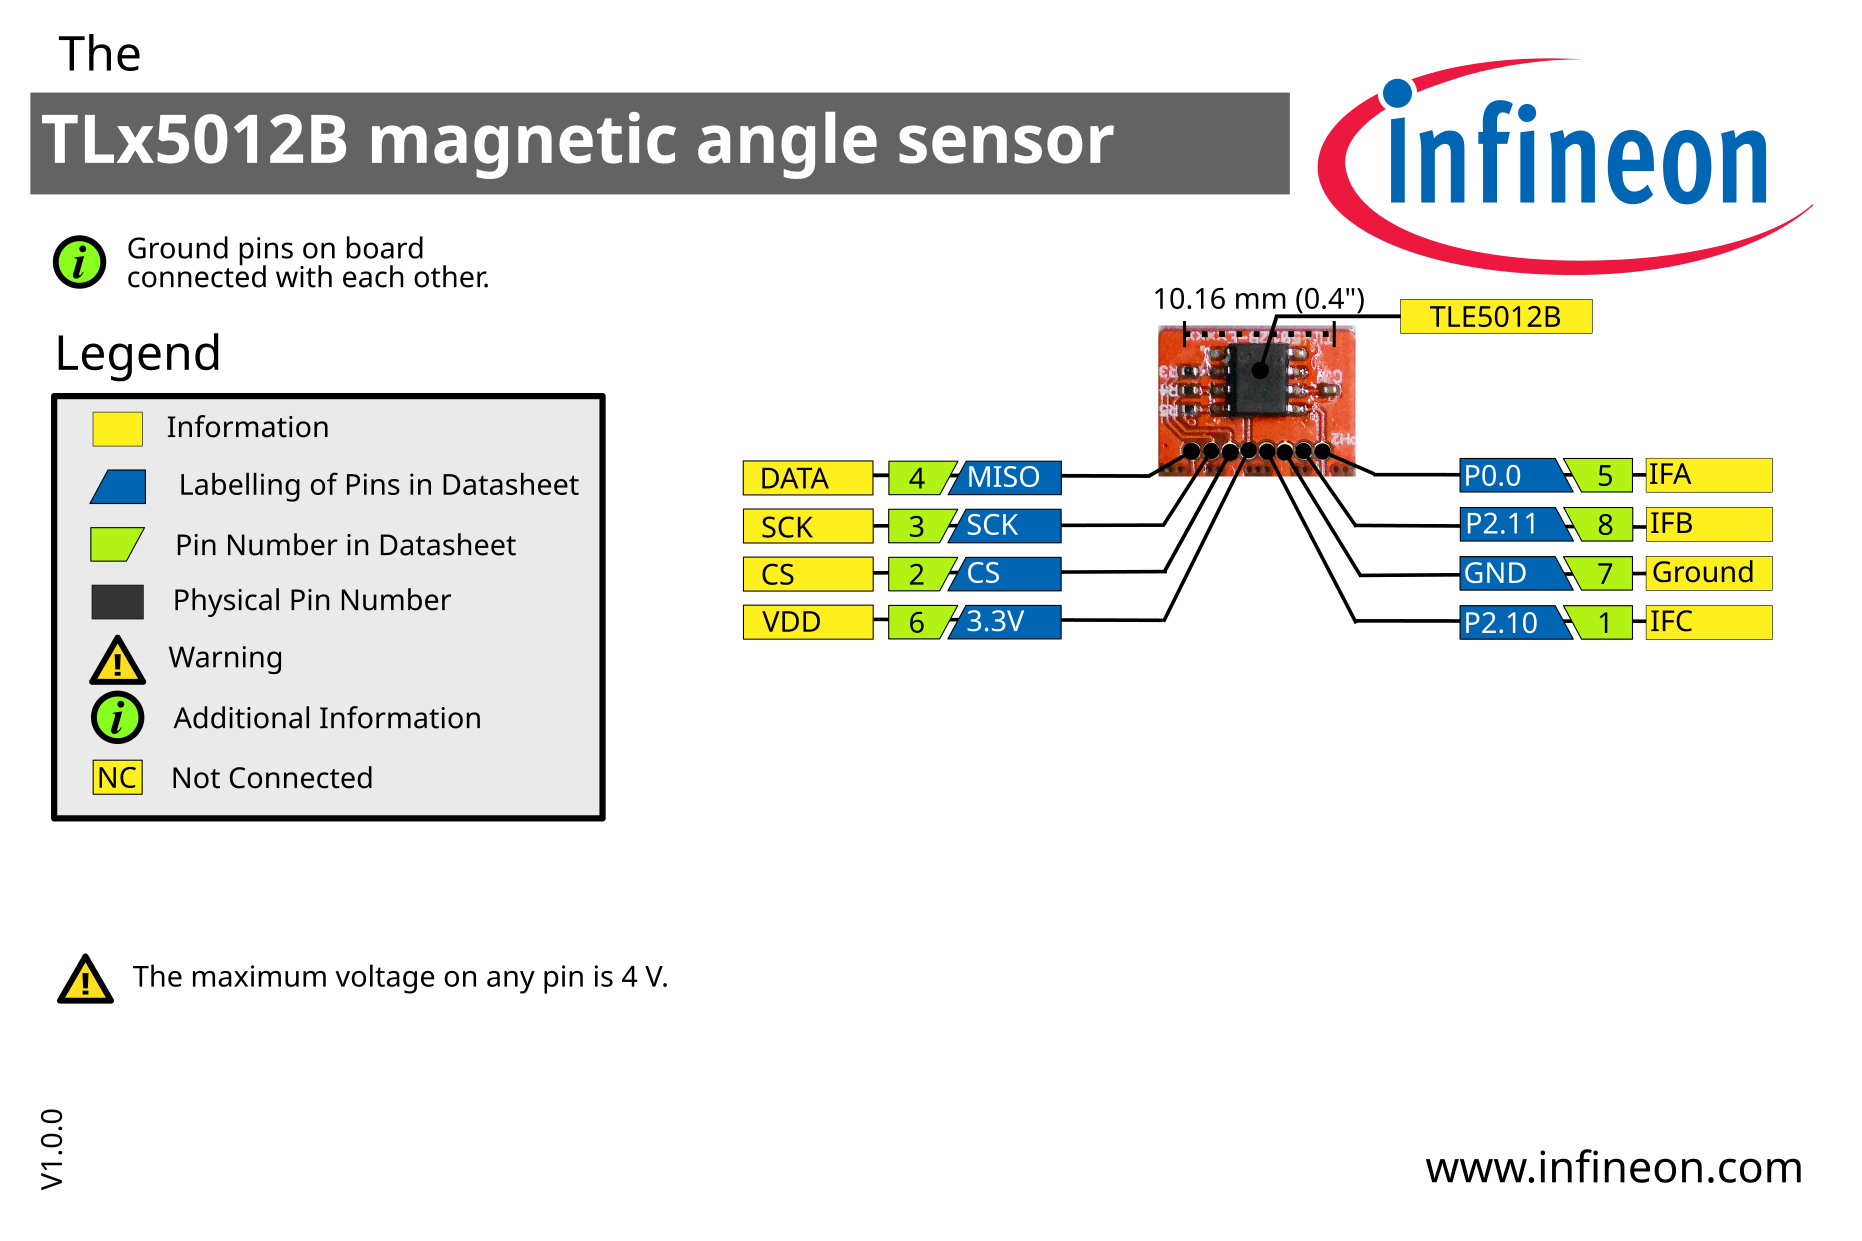 The
TLx5012B magnetic angle sensor
infineon
i Ground pins on board
connected with each other.
Legend
Information
Labelling of Pins in Datasheet
Pin Number in Datasheet
Physical Pin Number
! Warning
i Additional Information
NC Not Connected
10.16 mm (0.4")
TLE5012B
R3
R4
R5
PH2
DATA 4 MISO
SCK 3 SCK
CS 2 CS
VDD 6 3.3V
P0.0 5 IFA
P2.11 8 IFB
GND 7 Ground
P2.10 1 IFC
! The maximum voltage on any pin is 4 V.
V1.0.0
www.infineon.com